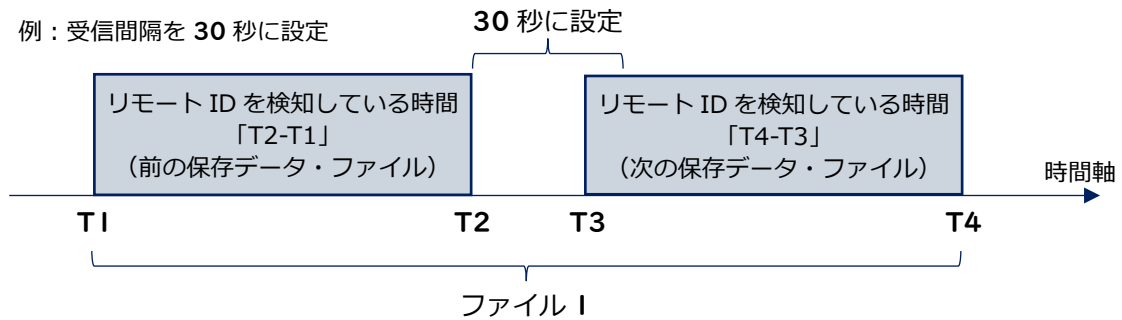 例：受信間隔を 30 秒に設定
30 秒に設定
リモート ID を検知している時間
「T2-T1」
（前の保存データ・ファイル）
リモート ID を検知している時間
「T4-T3」
（次の保存データ・ファイル）
時間軸
T1
T2
T3
T4
ファイル 1